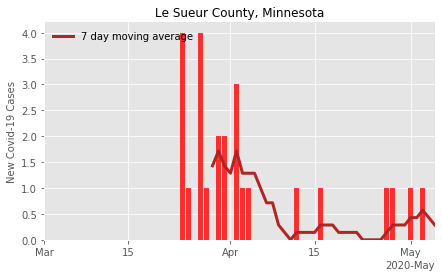 Le Sueur County, Minnesota
7 day moving average
New Covid-19 Cases
4.0
3.5
3.0
2.5
2.0
1.5
1.0
0.5
0.0
Mar
15
Apr
15
May
2020-May